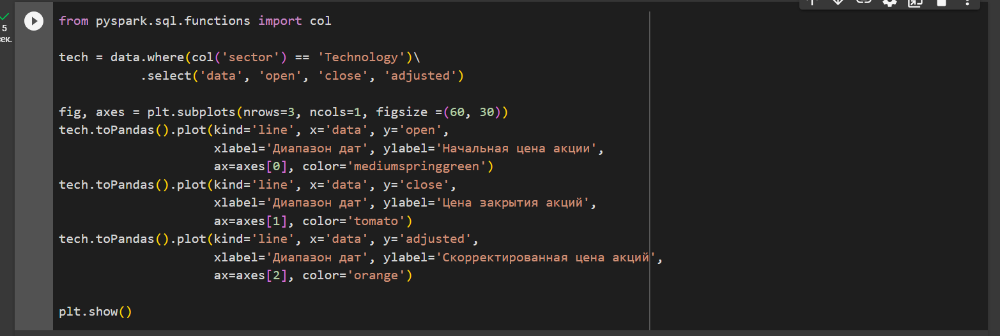 from pyspark.sql.functions import col
5
сек.
tech = data.where(col('sector') == 'Technology')\
.select('data', 'open', 'close', 'adjusted')
fig, axes = plt.subplots(nrows=3, ncols=1, figsize =(60, 30))
tech.toPandas().plot(kind='line', x='data', y='open',
xlabel='Диапазон дат', ylabel='Начальная цена акции',
ax=axes[0], color='mediumspringgreen')
tech.toPandas().plot(kind='line', x='data', y='close',
xlabel='Диапазон дат', ylabel='Цена закрытия акций',
ax=axes[1], color='tomato')
tech.toPandas().plot(kind='line', x='data', y='adjusted',
xlabel='Диапазон дат', ylabel='Скорректированная цена акций',
ax=axes[2], color='orange')
plt.show()